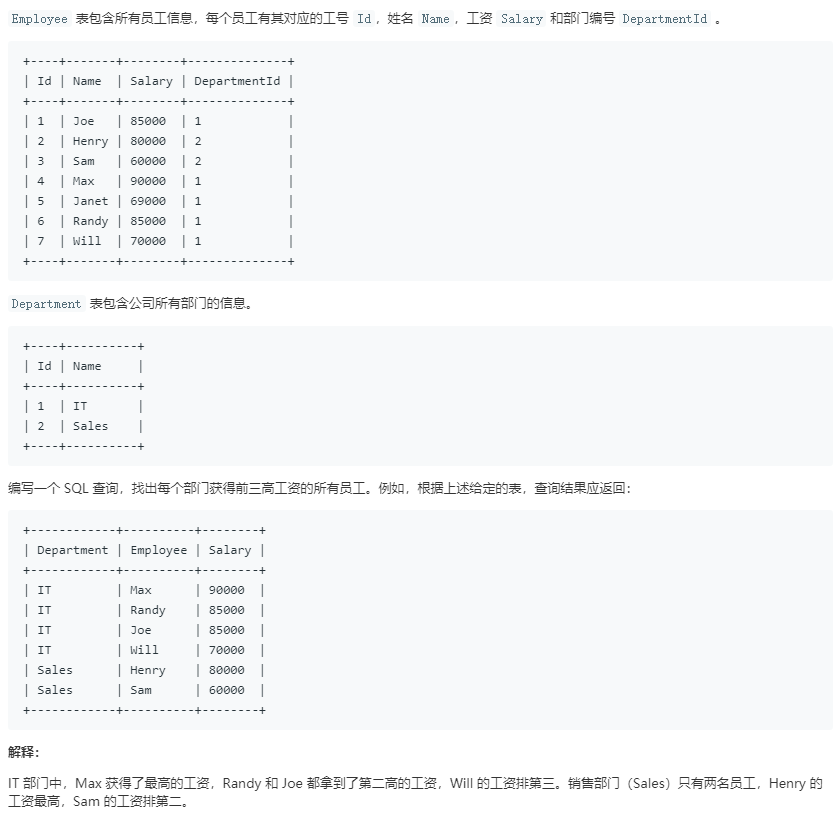 Employee 表包含所有员工信息，每个员工有其对应的工号 Id，姓名 Name，工资 Salary 和部门编号 DepartmentId 。
+----+-------+--------+--------------+
| Id | Name  | Salary | DepartmentId |
+----+-------+--------+--------------+
| 1  | Joe   | 85000  | 1            |
| 2  | Henry | 80000  | 2            |
| 3  | Sam   | 60000  | 2            |
| 4  | Max   | 90000  | 1            |
| 5  | Janet | 69000  | 1            |
| 6  | Randy | 85000  | 1            |
| 7  | Will  | 70000  | 1            |
+----+-------+--------+--------------+
Department 表包含公司所有部门的信息。
+----+----------+
| Id | Name     |
+----+----------+
| 1  | IT       |
| 2  | Sales    |
+----+----------+
编写一个 SQL 查询，找出每个部门获得前三高工资的所有员工。例如，根据上述给定的表，查询结果应返回：
+------------+----------+--------+
| Department | Employee | Salary |
+------------+----------+--------+
| IT         | Max      | 90000  |
| IT         | Randy    | 85000  |
| IT         | Joe      | 85000  |
| IT         | Will     | 70000  |
| Sales      | Henry    | 80000  |
| Sales      | Sam      | 60000  |
+------------+----------+--------+
解释：
IT 部门中，Max 获得了最高的工资，Randy 和 Joe 都拿到了第二高的工资，Will 的工资排第三。销售部门（Sales）只有两名员工，Henry 的
工资最高，Sam 的工资排第二。